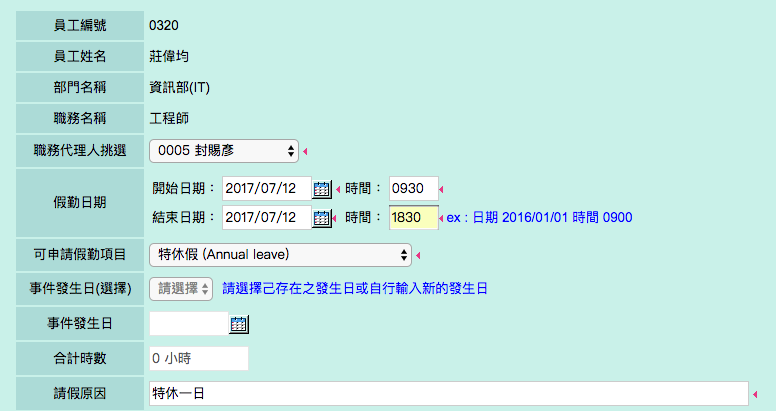 員工編號 0320
員工姓名 莊偉均
部門名稱 資訊部(IT)
職務名稱 工程師
職務代理人挑選 0005 封賜彥
假勤日期 開始日期： 2017/07/12 時間： 0930
結束日期： 2017/07/12 時間： 1830 ex : 日期 2016/01/01 時間 0900
可申請假勤項目 特休假 (Annual leave)
事件發生日(選擇) 請選擇 請選擇己存在之發生日或自行輸入新的發生日
事件發生日
合計時數 0 小時
請假原因 特休一日